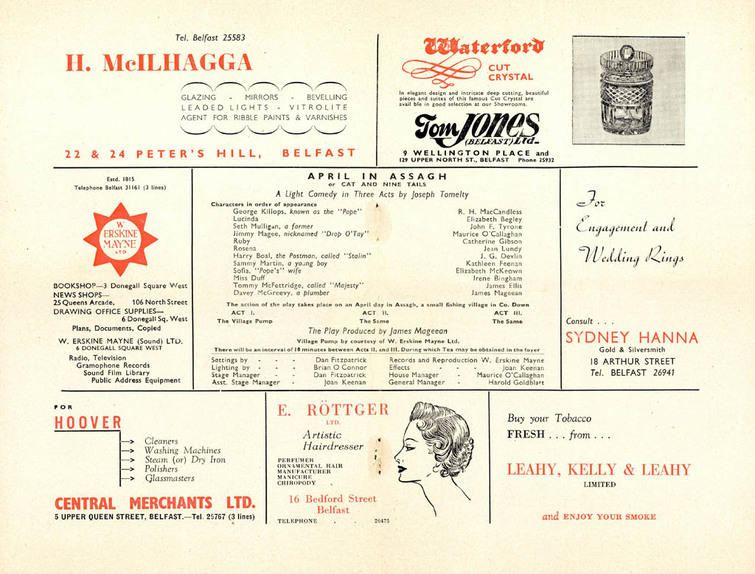 Tel. Belfast 25583
H. McILHAGGA
GLAZING - MIRRORS - BEVELLING
LEADED LIGHTS - VITROLITE
AGENT FOR RIBBLE PAINTS & VARNISHES
22 & 24 PETER'S HILL, BELFAST
Waterford
CUT
CRYSTAL
In elegant design and intricate deep cutting, beautiful
pieces and suites of this famous Cut Crystal are
available in good selection at our Showrooms.
Tom JONES
(BELFAST) Ltd.
9 WELLINGTON PLACE and
129 UPPER NORTH ST., BELFAST Phone 25932
Estd. 1815
Telephone Belfast 31161 (3 lines)
W.
ERSKINE
MAYNE
LTD
BOOKSHOP—3 Donegall Square West
NEWS SHOPS—
25 Queens Arcade, 106 North Street
DRAWING OFFICE SUPPLIES—
6 Donegall Sq. West
Plans, Documents, Copied
W. ERSKINE MAYNE (Sound) LTD.
6 DONEGALL SQUARE WEST
Radio, Television
Gramophone Records
Sound Film Library
Public Address Equipment
APRIL IN ASSAGH
or CAT AND NINE TAILS
A Light Comedy in Three Acts by Joseph Tomelty
Characters in order of appearance
George Killops, known as the "Pope" R. H. MacCandless
Lucinda Elizabeth Begley
Seth Mulligan, a farmer John F. Tyrone
Jimmy Magee, nicknamed "Drop O'Tay" Maurice O'Callaghan
Ruby Catherine Gibson
Rosena Jean Lundy
Harry Boal, the Postman, called "Stalin" J. G. Devlin
Sammy Martin, a young boy Kathleen Feenan
Sofia, "Pope's" wife Elizabeth McKeown
Miss Duff Irene Bingham
Tommy McFettridge, called "Majesty" James Ellis
Davey McGreevy, a plumber James Mageean
The action of the play takes place on an April day in Assagh, a small fishing village in Co. Down
ACT I. ACT II. ACT III.
The Village Pump The Same The Same
The Play Produced by James Mageean
Village Pump by courtesy of W. Erskine Mayne Ltd.
There will be an interval of 10 minutes between Acts II. and III. During which Tea may be obtained in the foyer
Settings by - - - Dan Fitzpatrick Records and Reproduction W. Erskine Mayne
Lighting by - - - Brian O Connor Effects - - - Joan Keenan
Stage Manager - - Dan Fitzpatrick House Manager - Maurice O'Callaghan
Asst. Stage Manager - Joan Keenan General Manager - Harold Goldblatt
For
Engagement and
Wedding Rings
Consult . . .
SYDNEY HANNA
Gold & Silversmith
18 ARTHUR STREET
Tel. BELFAST 26941
FOR
HOOVER
Cleaners
Washing Machines
Steam (or) Dry Iron
Polishers
Glassmasters
CENTRAL MERCHANTS LTD.
5 UPPER QUEEN STREET, BELFAST.—Tel. 25767 (3 lines)
E. RÖTTGER
LTD.
Artistic
Hairdresser
PERFUMER
ORNAMENTAL HAIR
MANUFACTURER
MANICURE
CHIROPODY
16 Bedford Street
Belfast
TELEPHONE . . 20475
Buy your Tobacco
FRESH . . . from . . .
LEAHY, KELLY & LEAHY
LIMITED
and ENJOY YOUR SMOKE